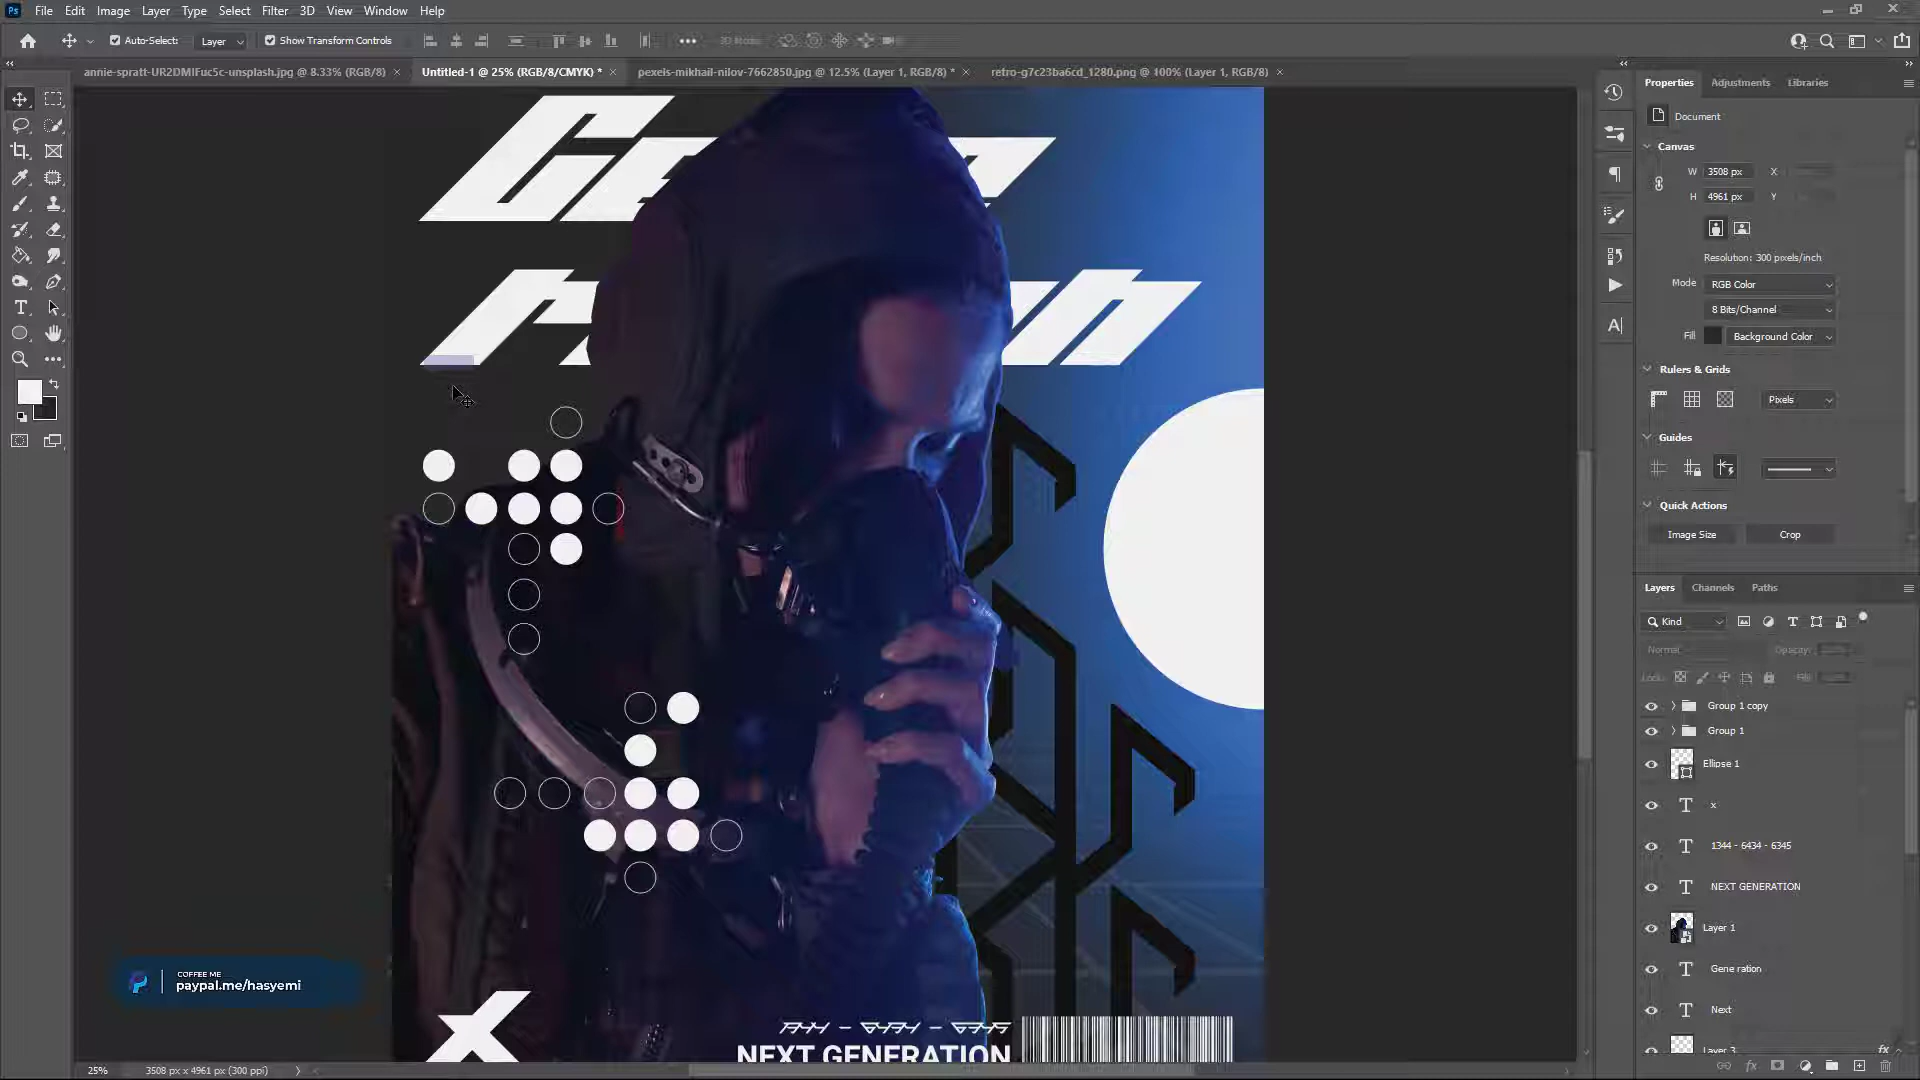 Ps File Edit Image Layer Type Select Filter 3D View Window Help
Auto-Select: Layer Show Transform Controls
annie-spratt-UR2DMIFuc5c-unsplash.jpg @ 8.33% (RGB/8) × Untitled-1 @ 25% (RGB/8/CMYK) * × pexels-mikhail-nilov-7662850.jpg @ 12.5% (Layer 1, RGB/8) * × retro-g7c23ba6cd_1280.png @ 100% (Layer 1, RGB/8) ×
Properties Adjustments Libraries
Document
Canvas
W 3508 px X
H 4961 px Y
Resolution: 300 pixels/inch
Mode RGB Color
8 Bits/Channel
Fill Background Color
Rulers & Grids
Pixels
Guides
Quick Actions
Image Size Crop
Layers Channels Paths
Kind
Normal Opacity:
Lock: Fill:
Group 1 copy
Group 1
Ellipse 1
x
1344 - 6434 - 6345
NEXT GENERATION
Layer 1
Gene ration
Next
Layer 3 fx
COFFEE ME
paypal.me/hasyemi
X
NEXT GENERATION
25% 3508 px x 4961 px (300 ppi)